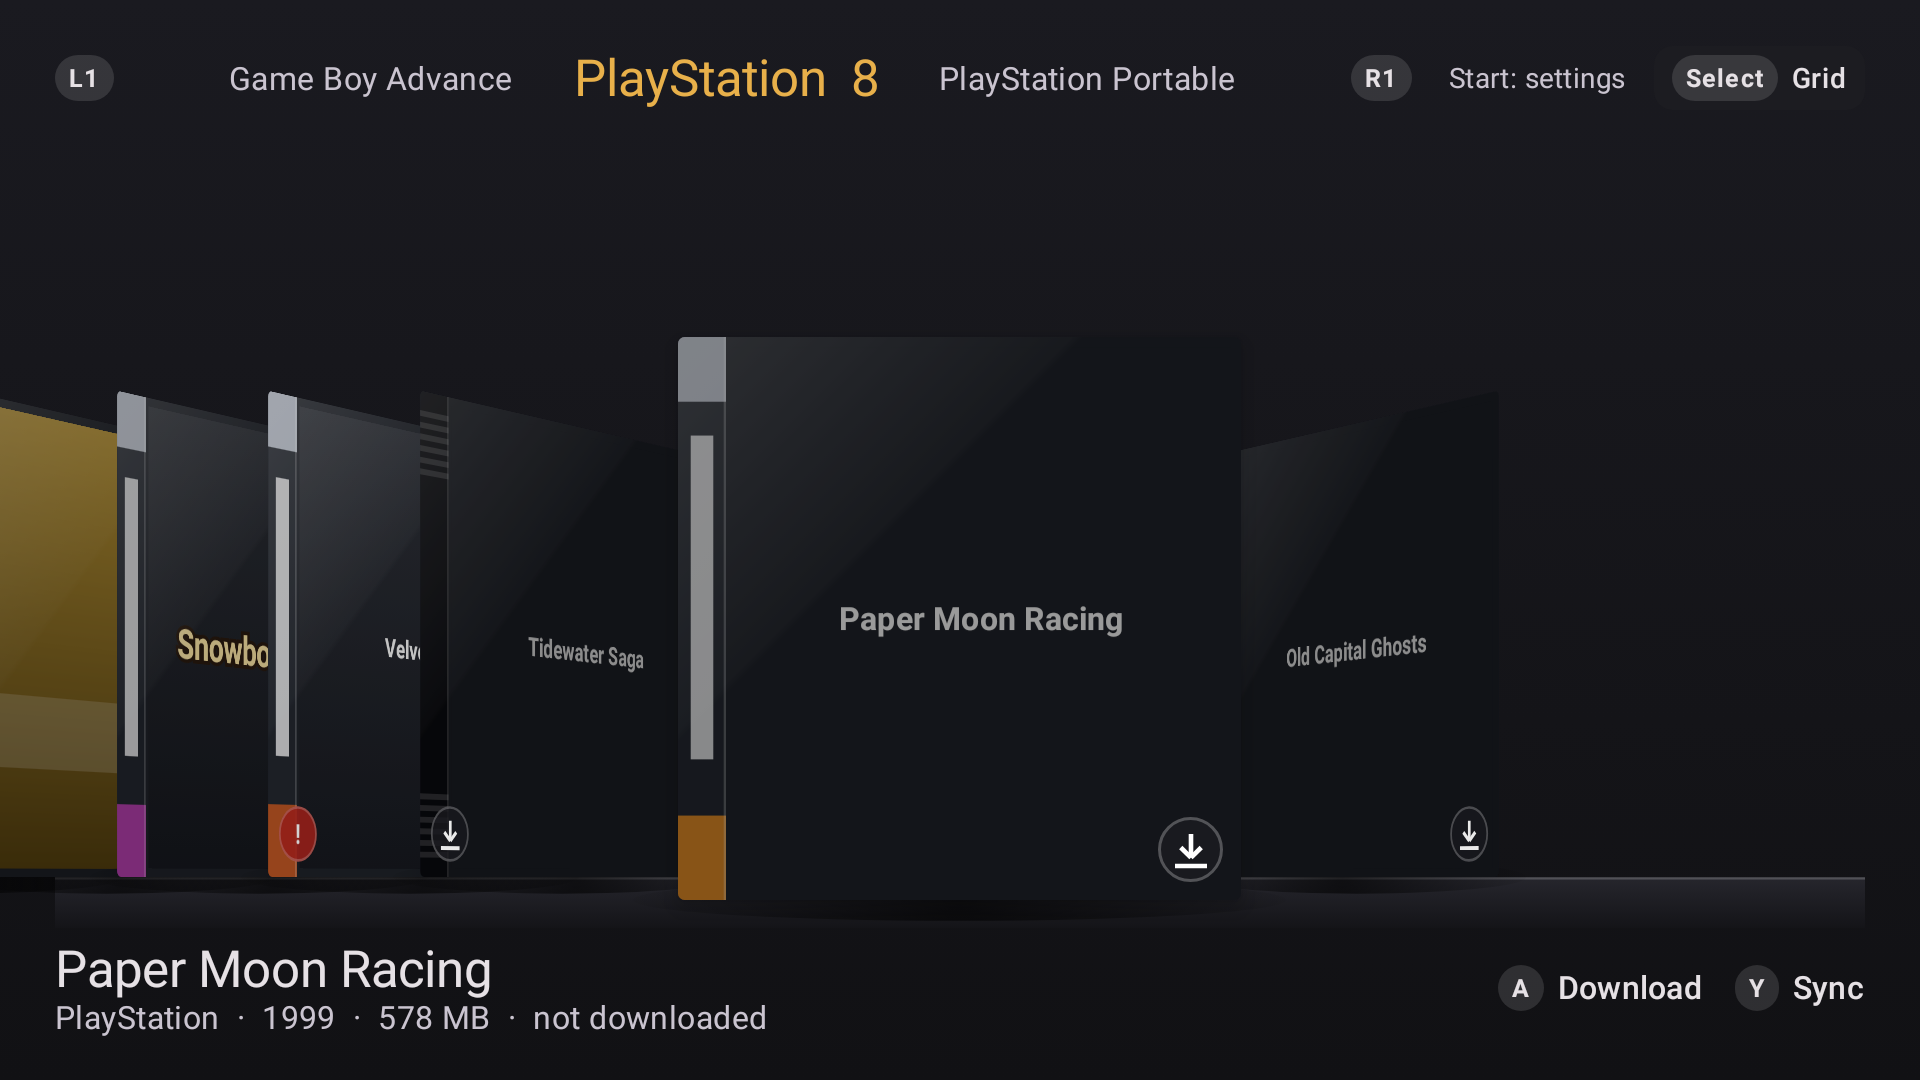 L1 Game Boy Advance PlayStation 8 PlayStation Portable R1 Start: settings Select Grid
Snowbo
Velve
Tidewater Saga
Paper Moon Racing
Old Capital Ghosts
!
Paper Moon Racing
PlayStation · 1999 · 578 MB · not downloaded
A Download Y Sync